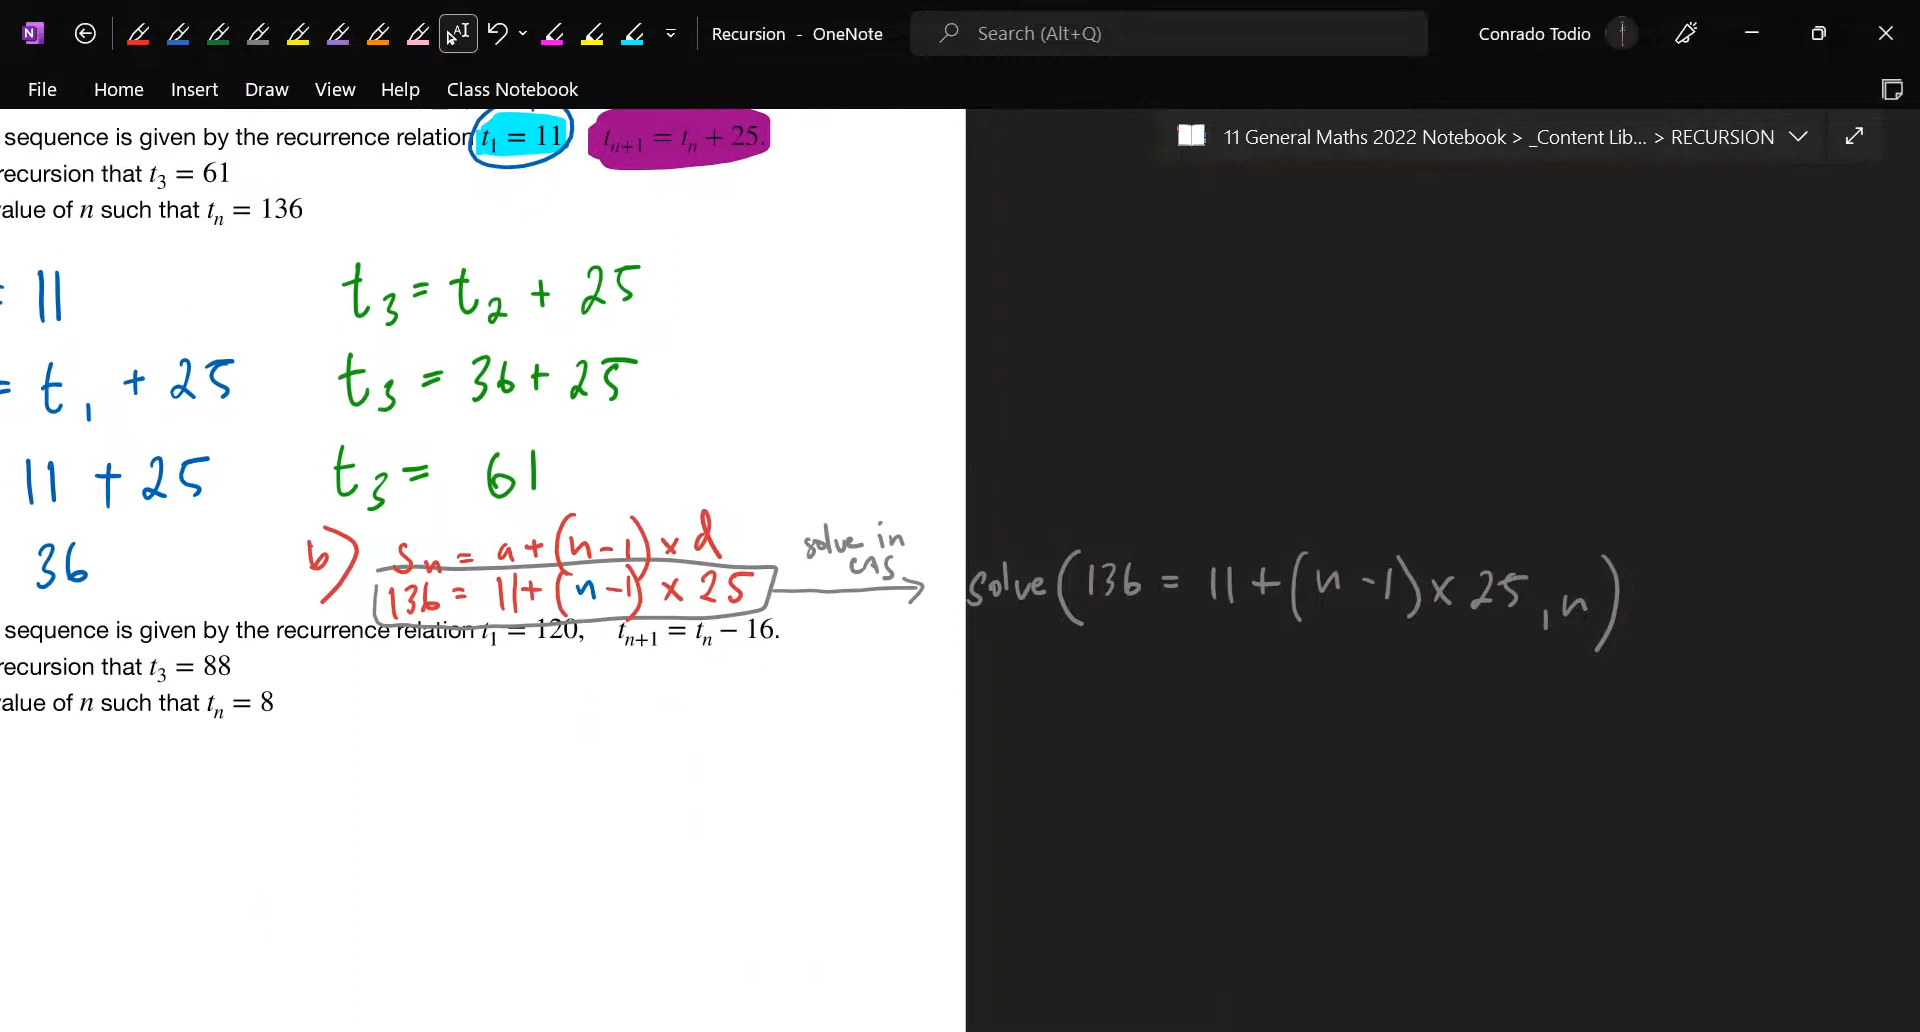 Recursion - OneNote
Search (Alt+Q)
Conrado Todio
File Home Insert Draw View Help Class Notebook
11 General Maths 2022 Notebook > _Content Lib... > RECURSION
sequence is given by the recurrence relation t₁ = 11, tₙ₊₁ = tₙ + 25.
recursion that t₃ = 61
value of n such that tₙ = 136
= 11
= t₁ + 25
11 + 25
36
t₃ = t₂ + 25
t₃ = 36 + 25
t₃ = 61
b) Sₙ = a + (n - 1) × d
136 = 11 + (n - 1) × 25
solve in
CAS
solve (136 = 11 + (n - 1) × 25, n)
sequence is given by the recurrence relation t₁ = 120, tₙ₊₁ = tₙ − 16.
recursion that t₃ = 88
value of n such that tₙ = 8